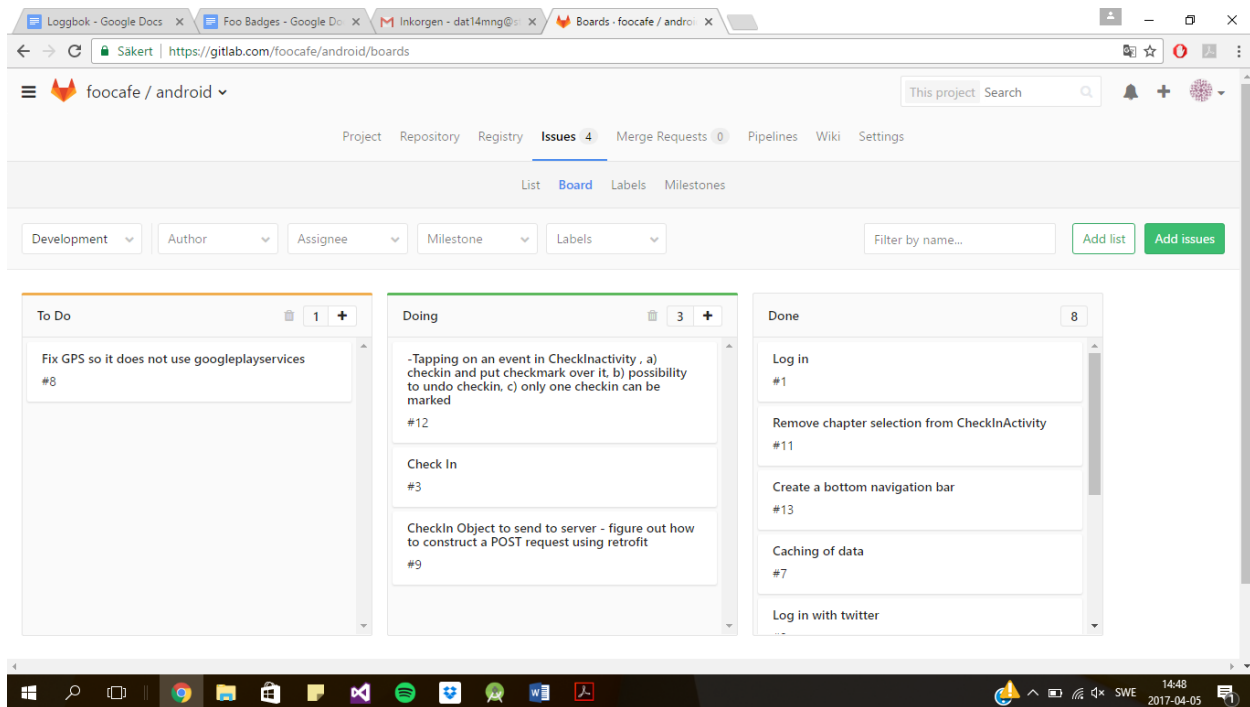 Loggbok - Google Docs
Foo Badges - Google Do
Inkorgen - dat14mng@s
Boards · foocafe / androi
Säkert | https://gitlab.com/foocafe/android/boards
foocafe / android
This project Search
Project Repository Registry Issues 4 Merge Requests 0 Pipelines Wiki Settings
List Board Labels Milestones
Development Author Assignee Milestone Labels Filter by name... Add list Add issues
To Do 1 +
Fix GPS so it does not use googleplayservices
#8
Doing 3 +
-Tapping on an event in CheckInactivity , a)
checkin and put checkmark over it, b) possibility
to undo checkin, c) only one checkin can be
marked
#12
Check In
#3
CheckIn Object to send to server - figure out how
to construct a POST request using retrofit
#9
Done 8
Log in
#1
Remove chapter selection from CheckInActivity
#11
Create a bottom navigation bar
#13
Caching of data
#7
Log in with twitter
SWE
14:48
2017-04-05